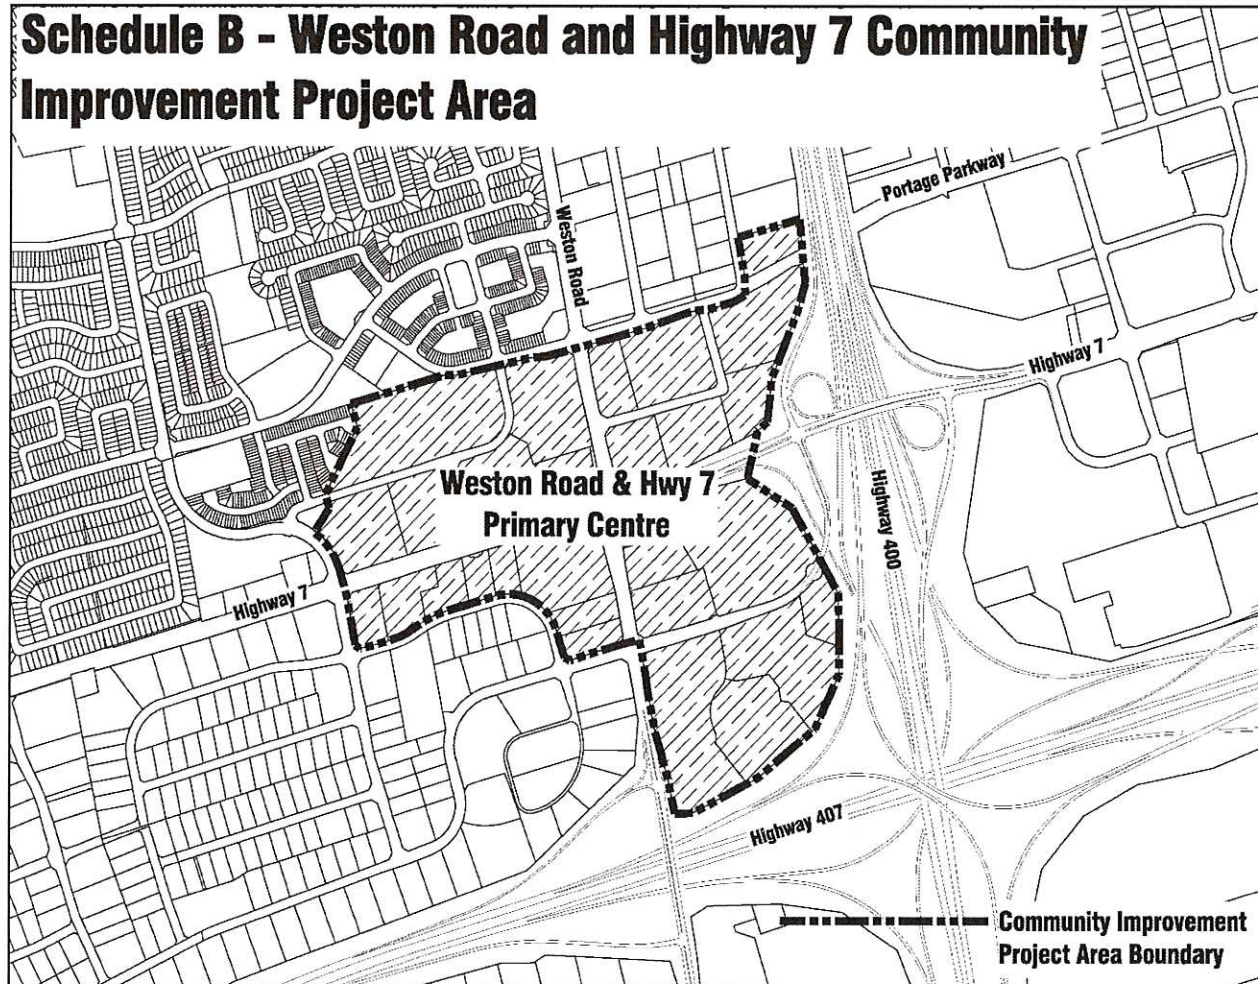 Schedule B - Weston Road and Highway 7 Community
Improvement Project Area
Portage Parkway
Weston Road
Highway 7
Weston Road & Hwy 7
Primary Centre
Highway 400
Highway 7
Highway 407
Community Improvement
Project Area Boundary